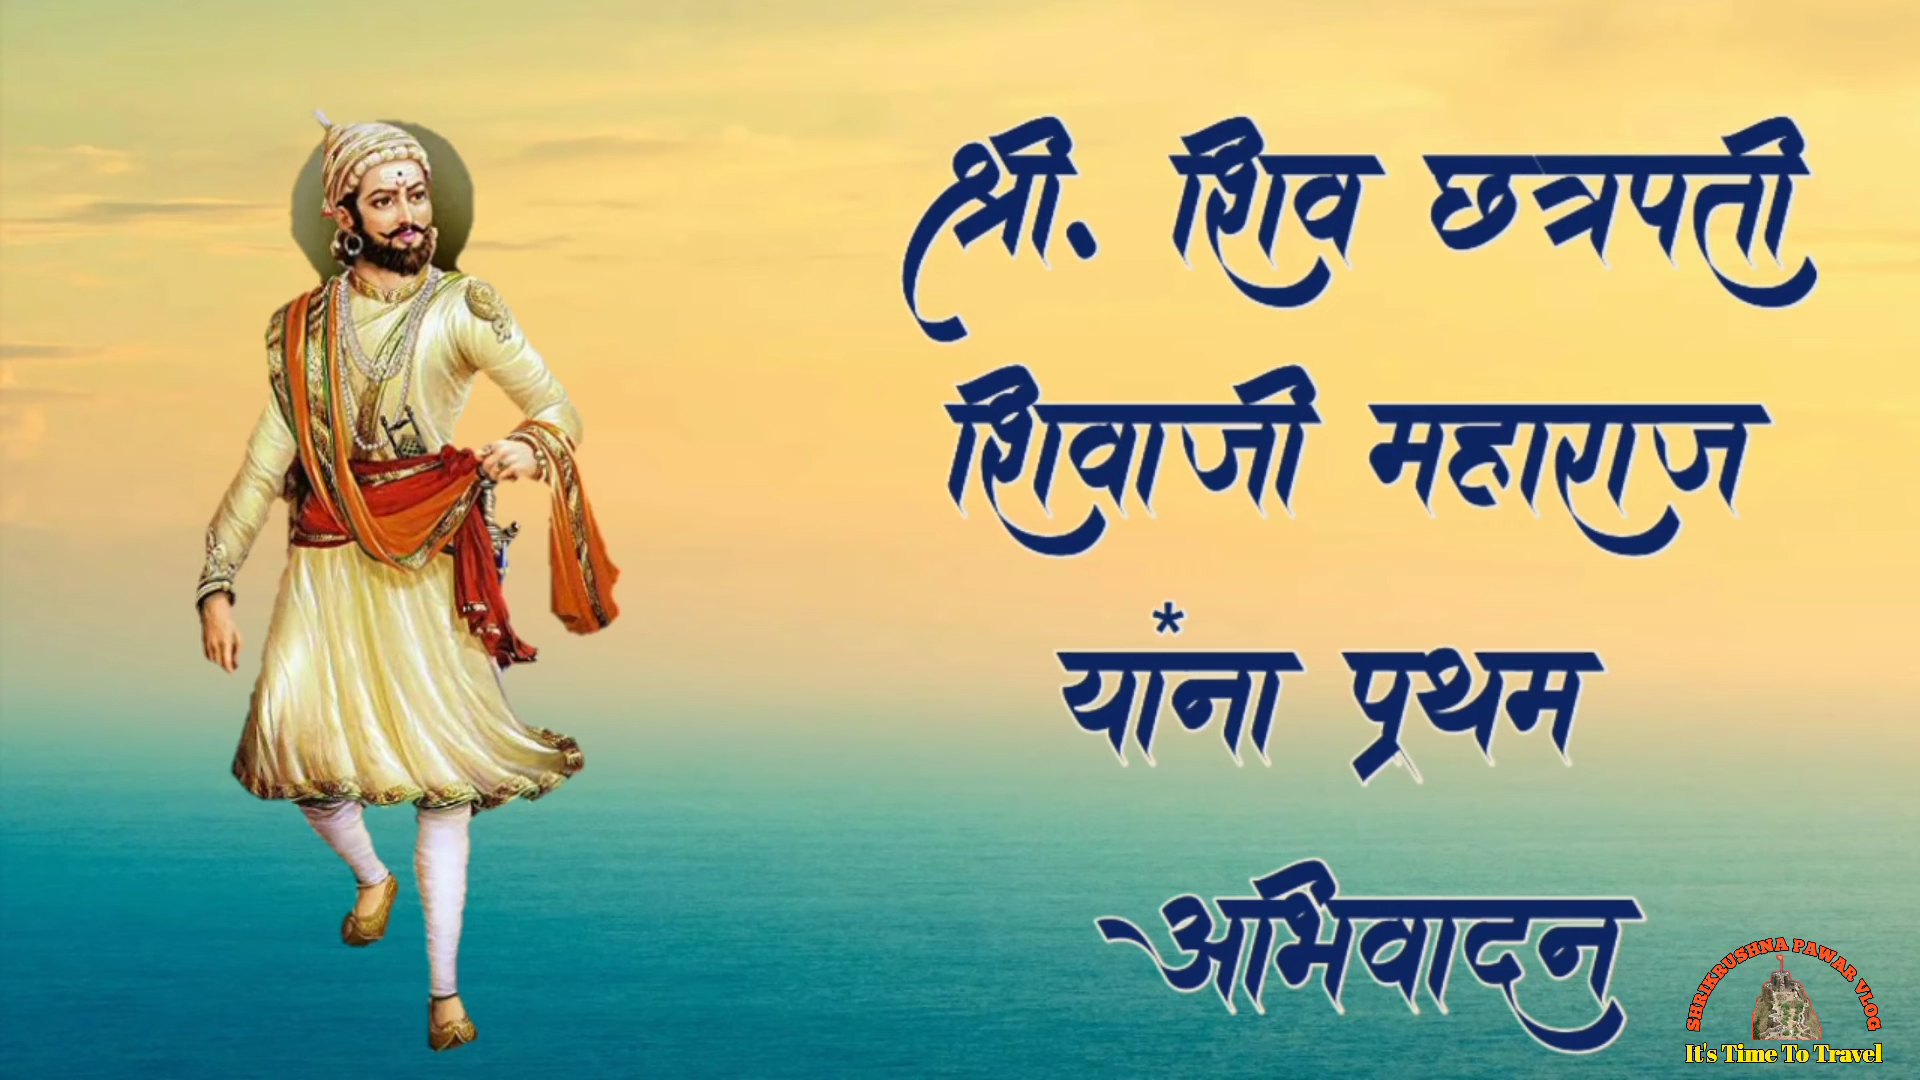 श्री. शिव छत्रपती
शिवाजी महाराज
यांना प्रथम
अभिवादन
SHRIKRUSHNA PAWAR VLOG
It's Time To Travel